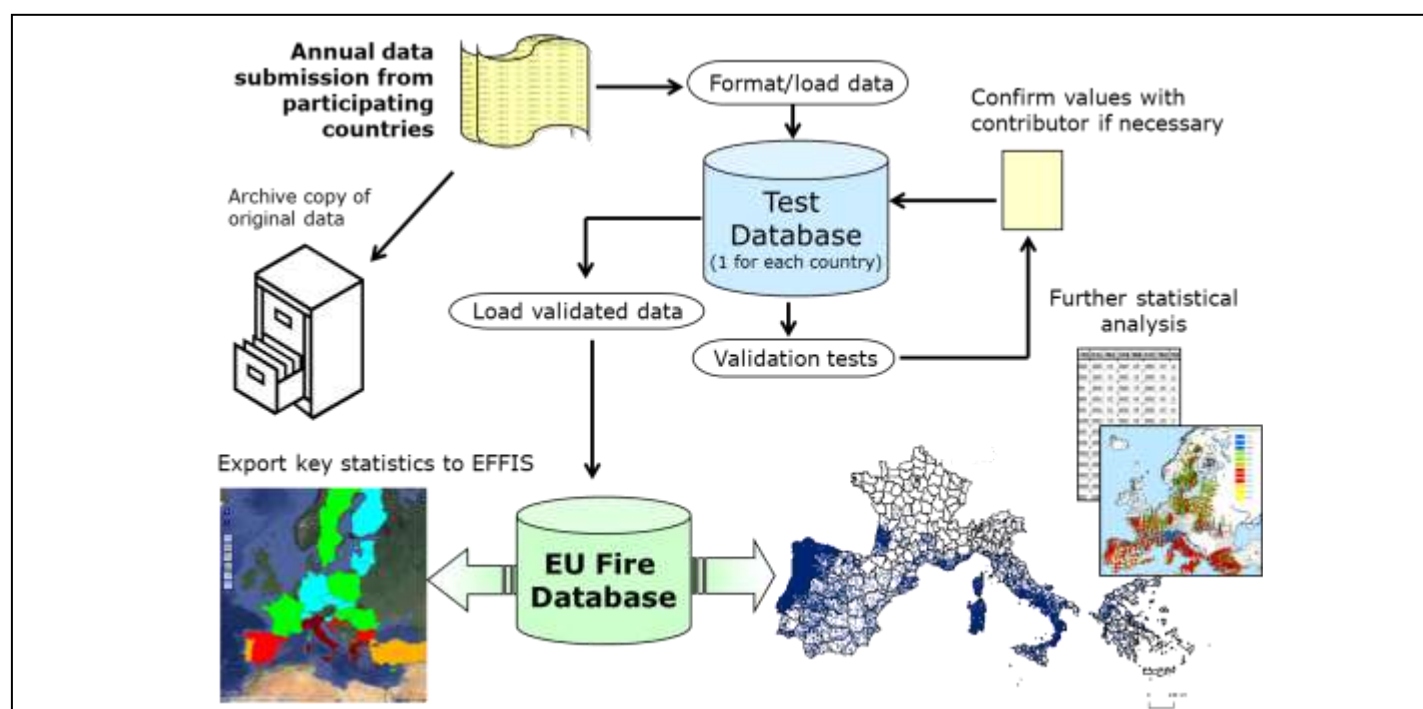 Annual data
submission from
participating
countries
Format/load data
Confirm values with
contributor if necessary
Archive copy of
original data
Test
Database
(1 for each country)
Load validated data
Validation tests
Further statistical
analysis
Export key statistics to EFFIS
EU Fire
Database